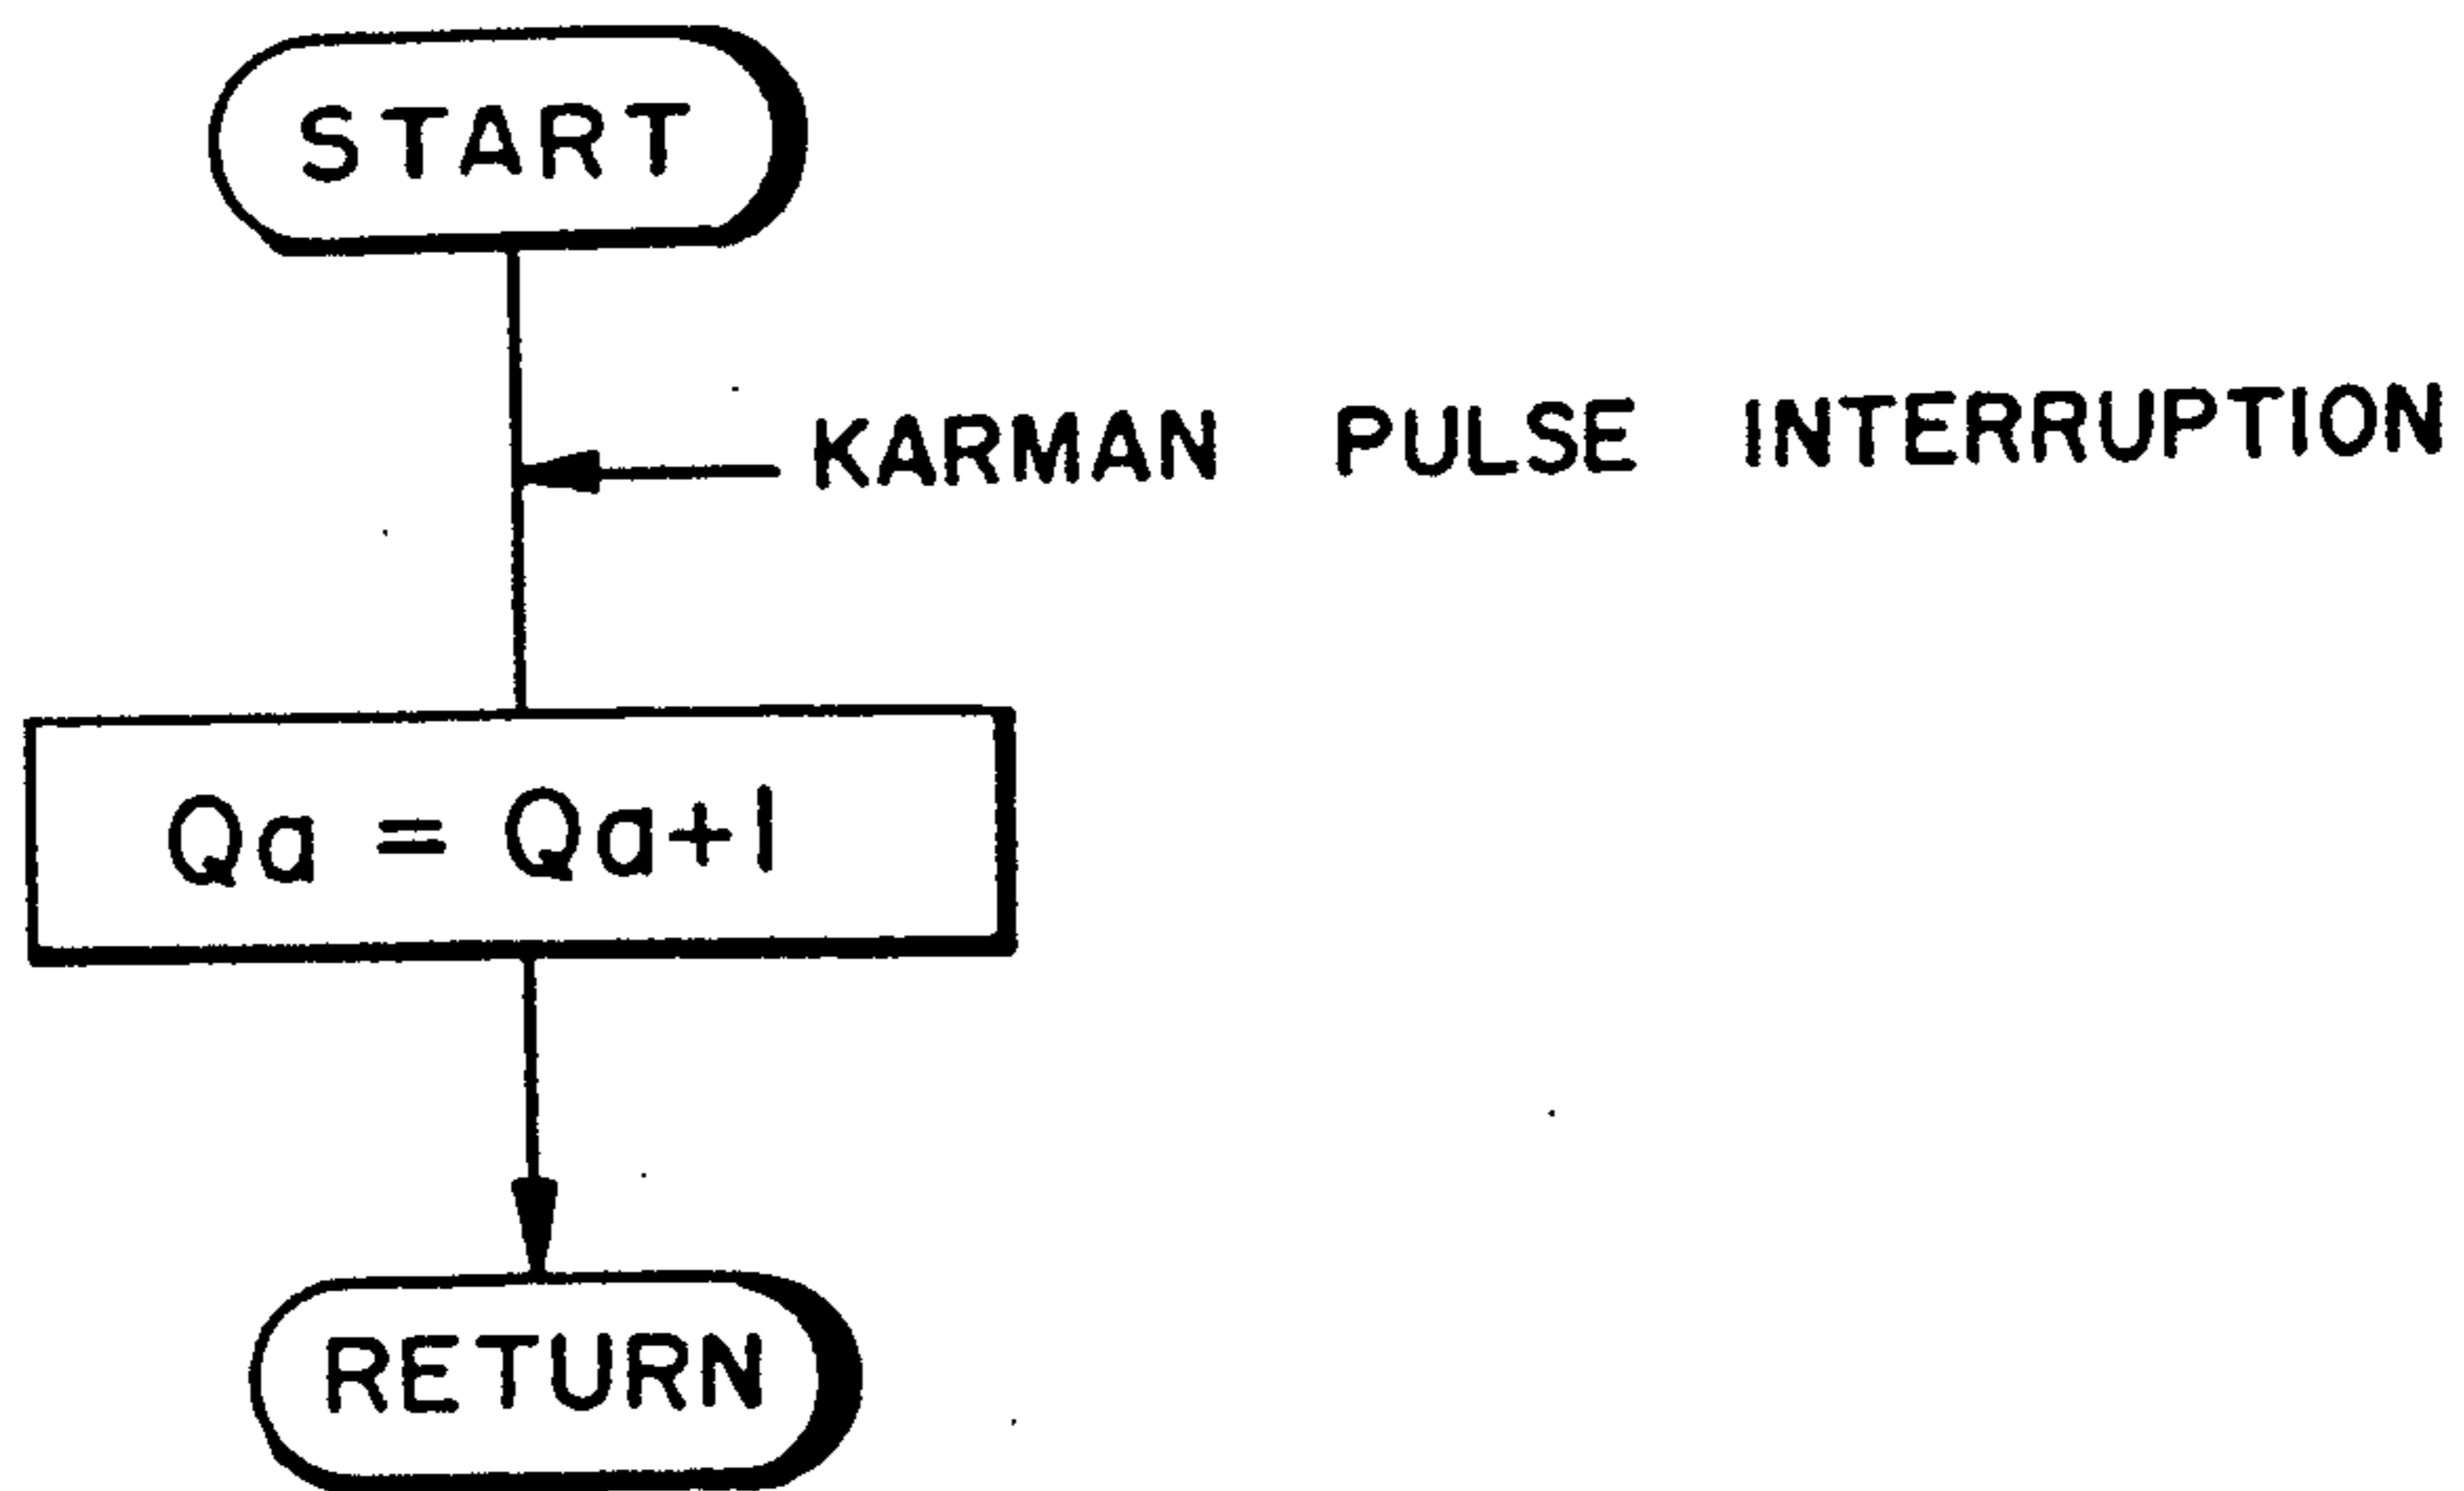 START
KARMAN PULSE INTERRUPTION
Qa = Qa+1
RETURN